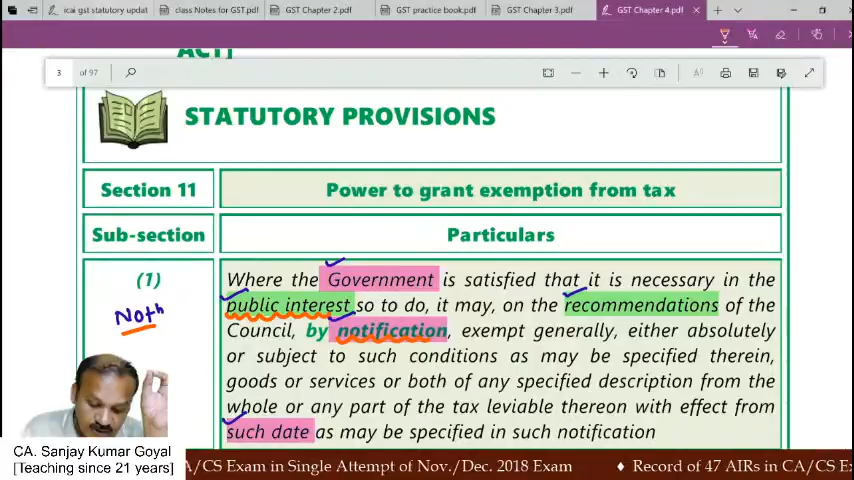 icai gst statutory updat
class Notes for GST.pdf
GST Chapter 2.pdf
GST practice book.pdf
GST Chapter 3.pdf
GST Chapter 4.pdf
ACT]
3 of 97
STATUTORY PROVISIONS
Section 11
Power to grant exemption from tax
Sub-section
Particulars
(1)
Notn
Where the Government is satisfied that it is necessary in the
public interest so to do, it may, on the recommendations of the
Council, by notification, exempt generally, either absolutely
or subject to such conditions as may be specified therein,
goods or services or both of any specified description from the
whole or any part of the tax leviable thereon with effect from
such date as may be specified in such notification
CA. Sanjay Kumar Goyal
[Teaching since 21 years]
/CS Exam in Single Attempt of Nov./Dec. 2018 Exam ♦ Record of 47 AIRs in CA/CS E